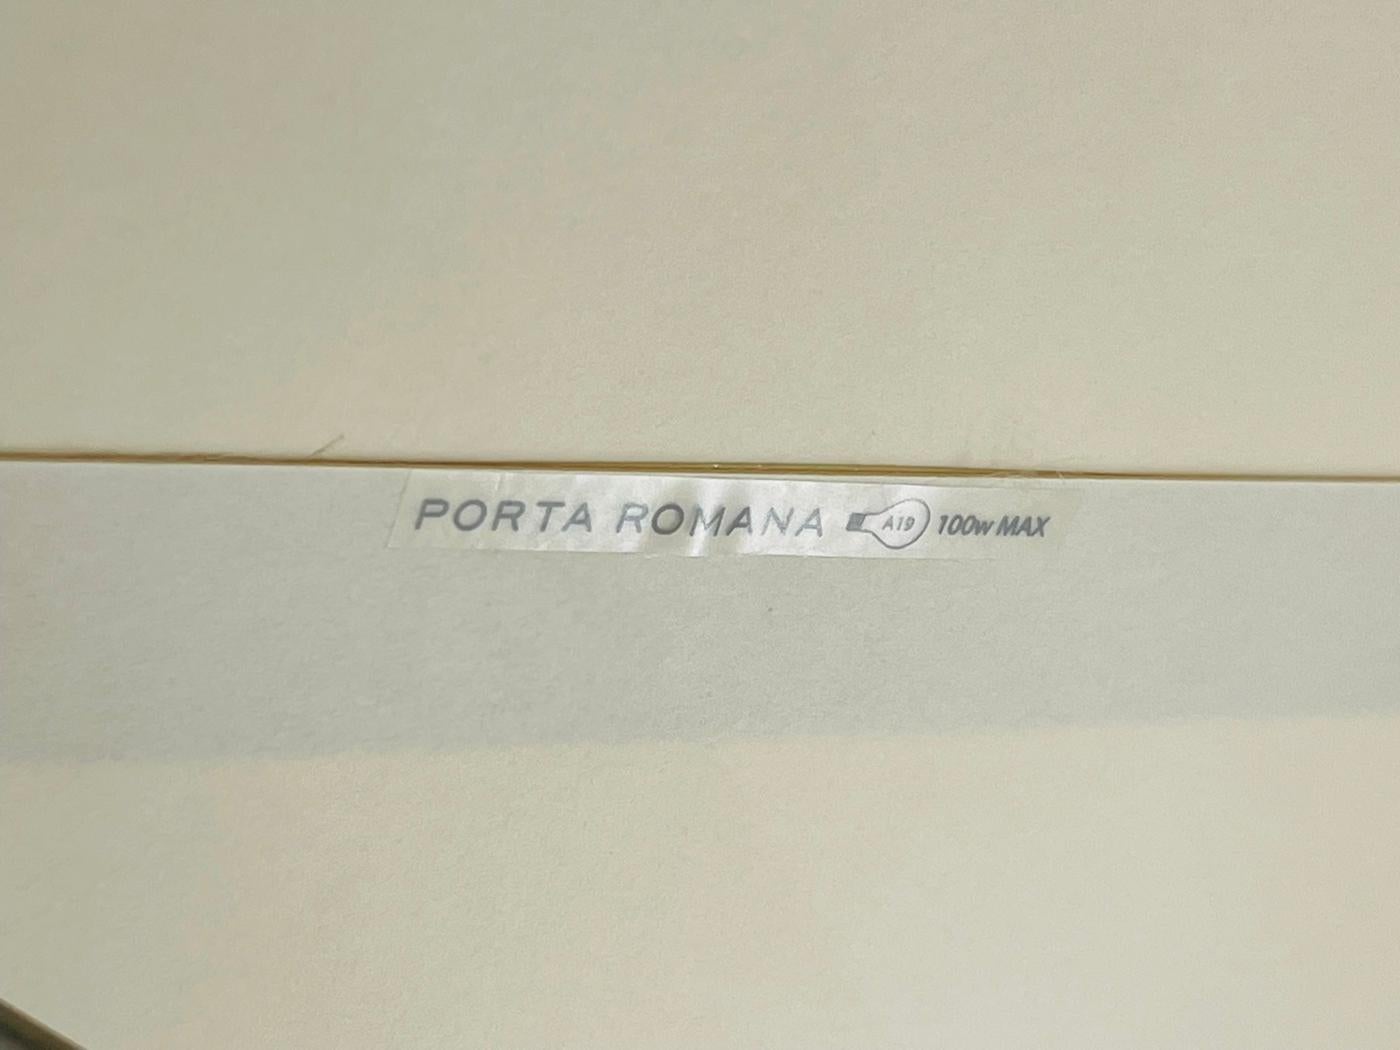 PORTA ROMANA A19 100w MAX